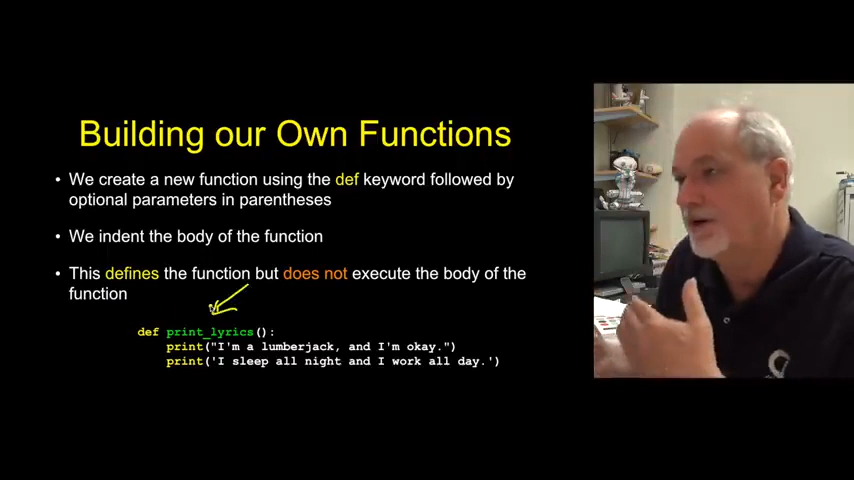 Building our Own Functions
• We create a new function using the def keyword followed by
optional parameters in parentheses
• We indent the body of the function
• This defines the function but does not execute the body of the
function
def print_lyrics():
    print("I'm a lumberjack, and I'm okay.")
    print('I sleep all night and I work all day.')